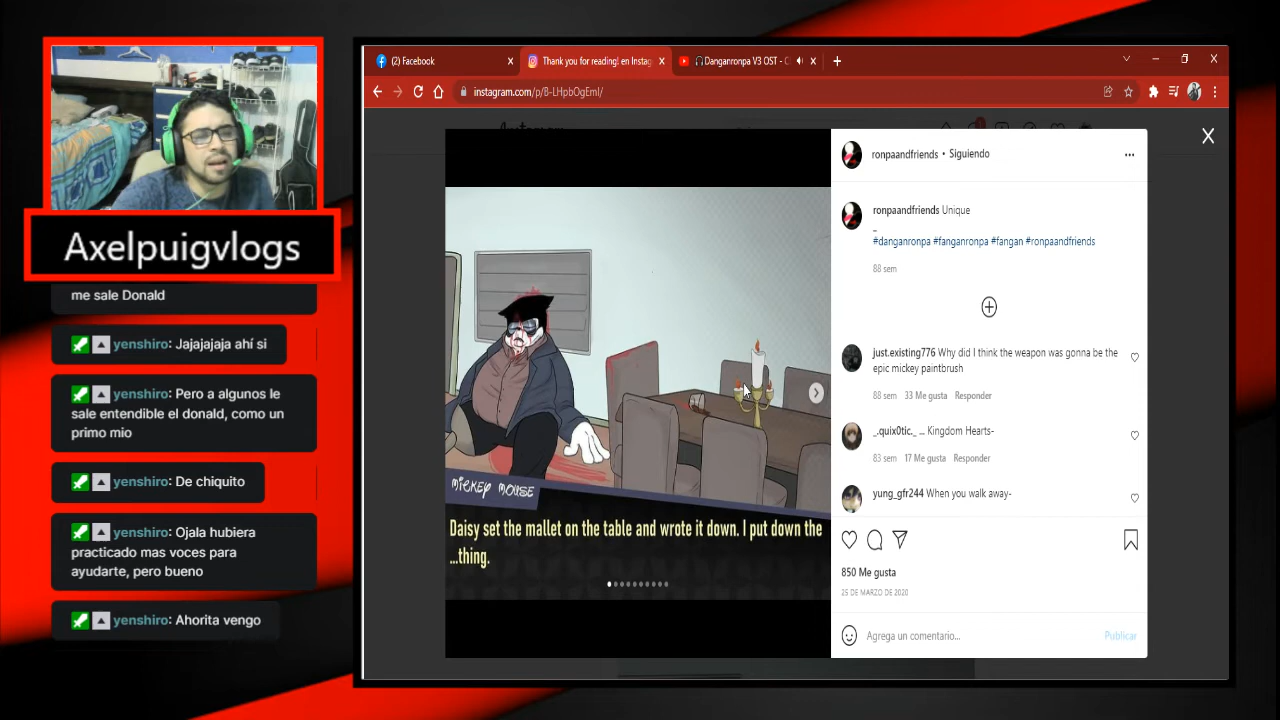 Axelpuigvlogs
me sale Donald
yenshiro: Jajajajaja ahí si
yenshiro: Pero a algunos le
sale entendible el donald, como un
primo mio
yenshiro: De chiquito
yenshiro: Ojala hubiera
practicado mas voces para
ayudarte, pero bueno
yenshiro: Ahorita vengo
(2) Facebook
Thank you for reading! en Instag
Danganronpa V3 OST - C
instagram.com/p/B-LHpbOgEmI/
MICKEY MOUSE
Daisy set the mallet on the table and wrote it down. I put down the
...thing.
ronpaandfriends • Siguiendo
ronpaandfriends Unique
_
#danganronpa #fanganronpa #fangan #ronpaandfriends
88 sem
just.existing776 Why did I think the weapon was gonna be the
epic mickey paintbrush
88 sem 33 Me gusta Responder
_.quix0tic._ ... Kingdom Hearts-
83 sem 17 Me gusta Responder
yung_gfr244 When you walk away-
850 Me gusta
25 DE MARZO DE 2020
Agrega un comentario...
Publicar